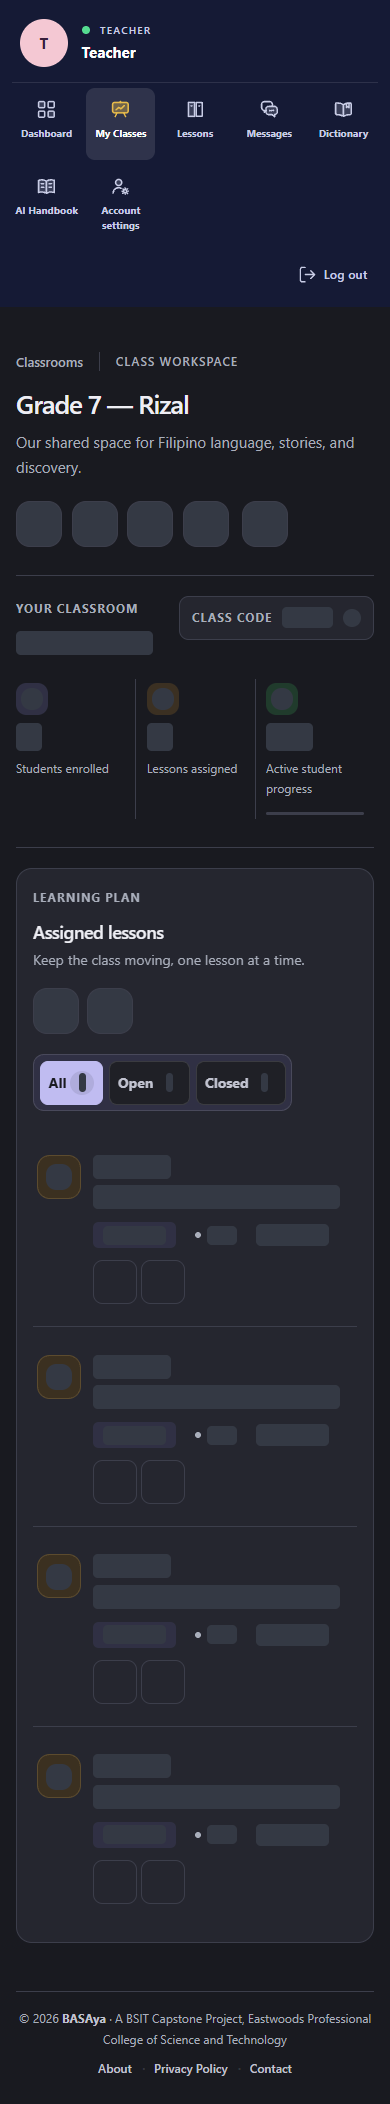 T
TEACHER
Teacher
Dashboard
My Classes
Lessons
Messages
Dictionary
AI Handbook
Account
settings
Log out
Classrooms
CLASS WORKSPACE
Grade 7 — Rizal
Our shared space for Filipino language, stories, and
discovery.
YOUR CLASSROOM
CLASS CODE
Students enrolled
Lessons assigned
Active student
progress
LEARNING PLAN
Assigned lessons
Keep the class moving, one lesson at a time.
All
Open
Closed
© 2026 BASAya · A BSIT Capstone Project, Eastwoods Professional
College of Science and Technology
About · Privacy Policy · Contact